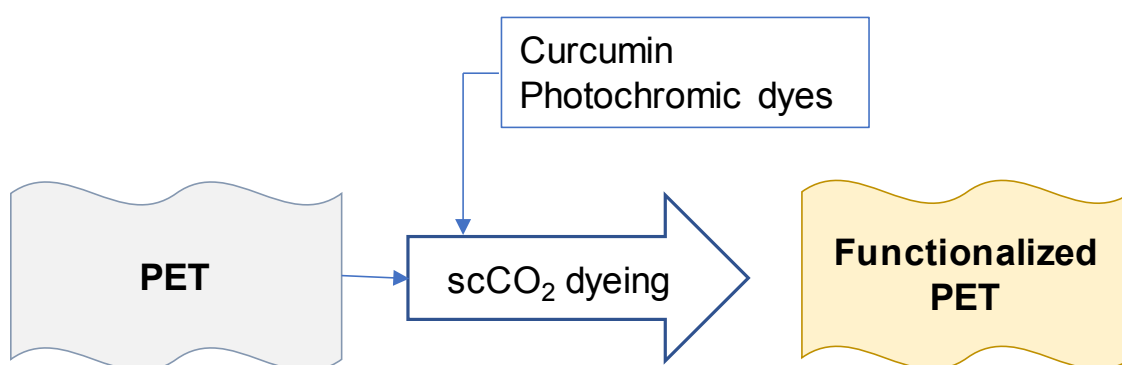 Curcumin
Photochromic dyes
PET
scCO₂ dyeing
Functionalized
PET